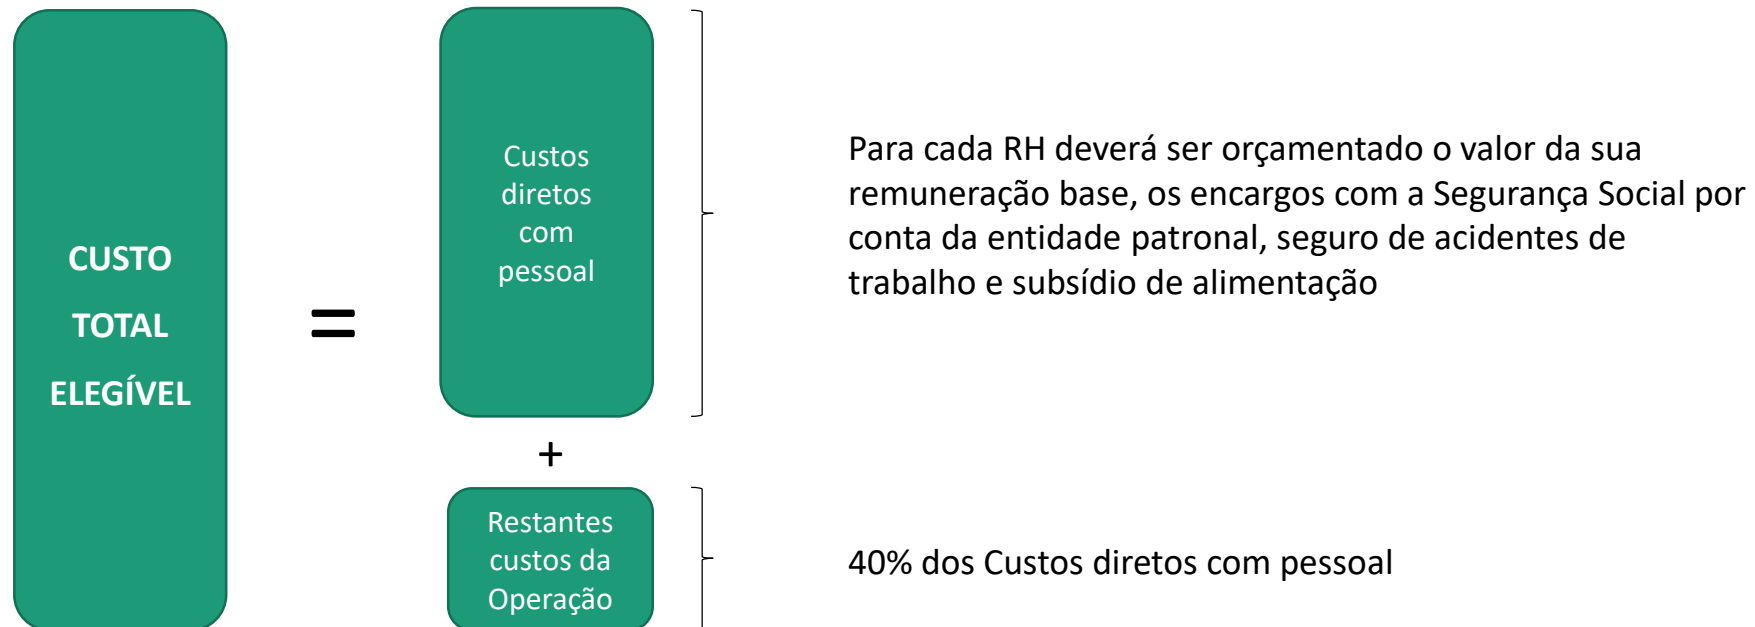 CUSTO
TOTAL
ELEGÍVEL
=
Custos
diretos
com
pessoal
Para cada RH deverá ser orçamentado o valor da sua
remuneração base, os encargos com a Segurança Social por
conta da entidade patronal, seguro de acidentes de
trabalho e subsídio de alimentação
+
Restantes
custos da
Operação
40% dos Custos diretos com pessoal